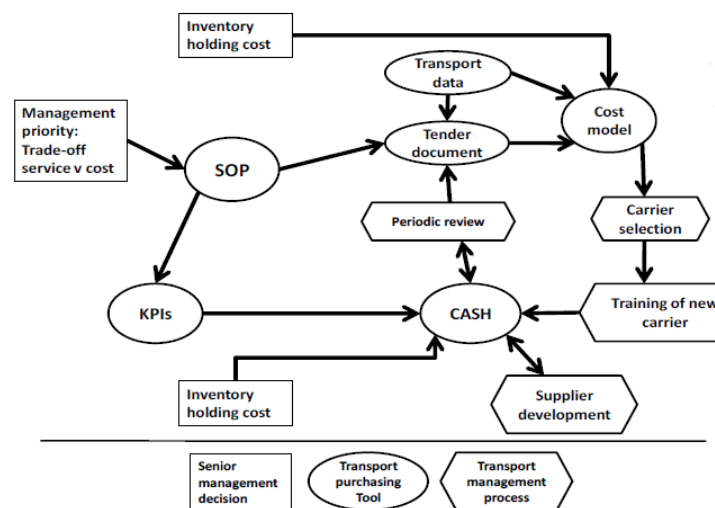 Inventory
holding cost
Transport
data
Management
priority:
Trade-off
service v cost
Cost
model
Tender
document
SOP
Periodic review
Carrier
selection
KPIs
CASH
Training of new
carrier
Inventory
holding cost
Supplier
development
Senior
management
decision
Transport
purchasing
Tool
Transport
management
process